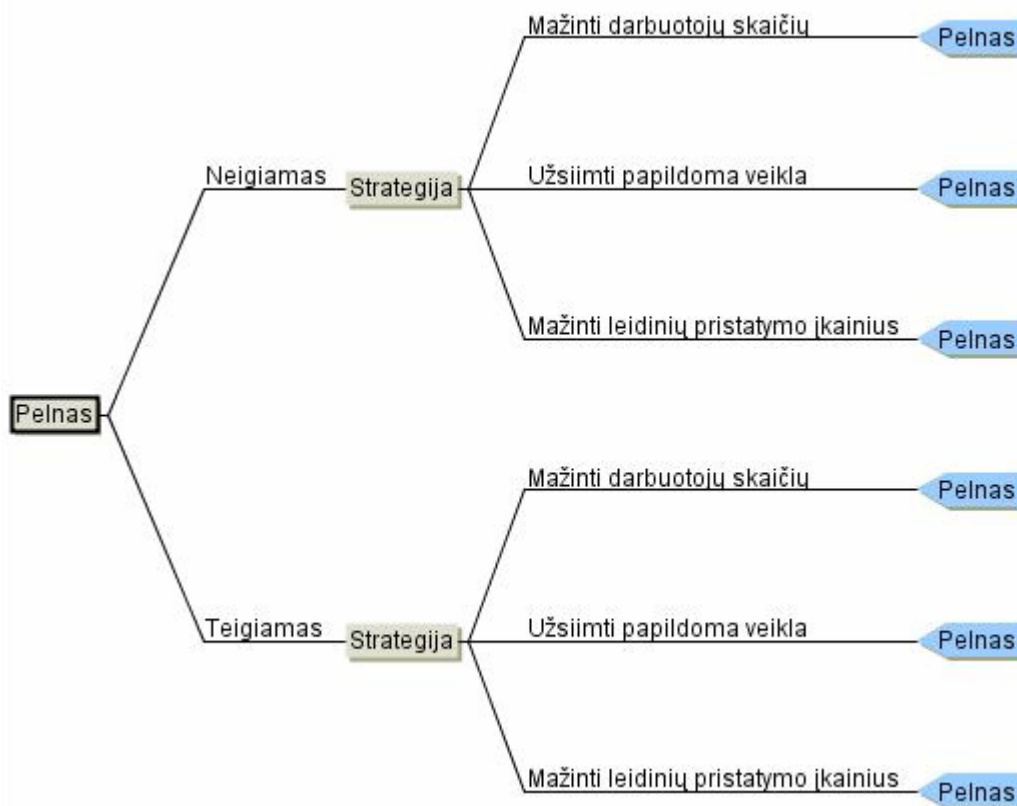 Mažinti darbuotojų skaičių
Pelnas
Neigiamas
Strategija
Užsiimti papildoma veikla
Pelnas
Mažinti leidinių pristatymo įkainius
Pelnas
Pelnas
Mažinti darbuotojų skaičių
Pelnas
Teigiamas
Strategija
Užsiimti papildoma veikla
Pelnas
Mažinti leidinių pristatymo įkainius
Pelnas